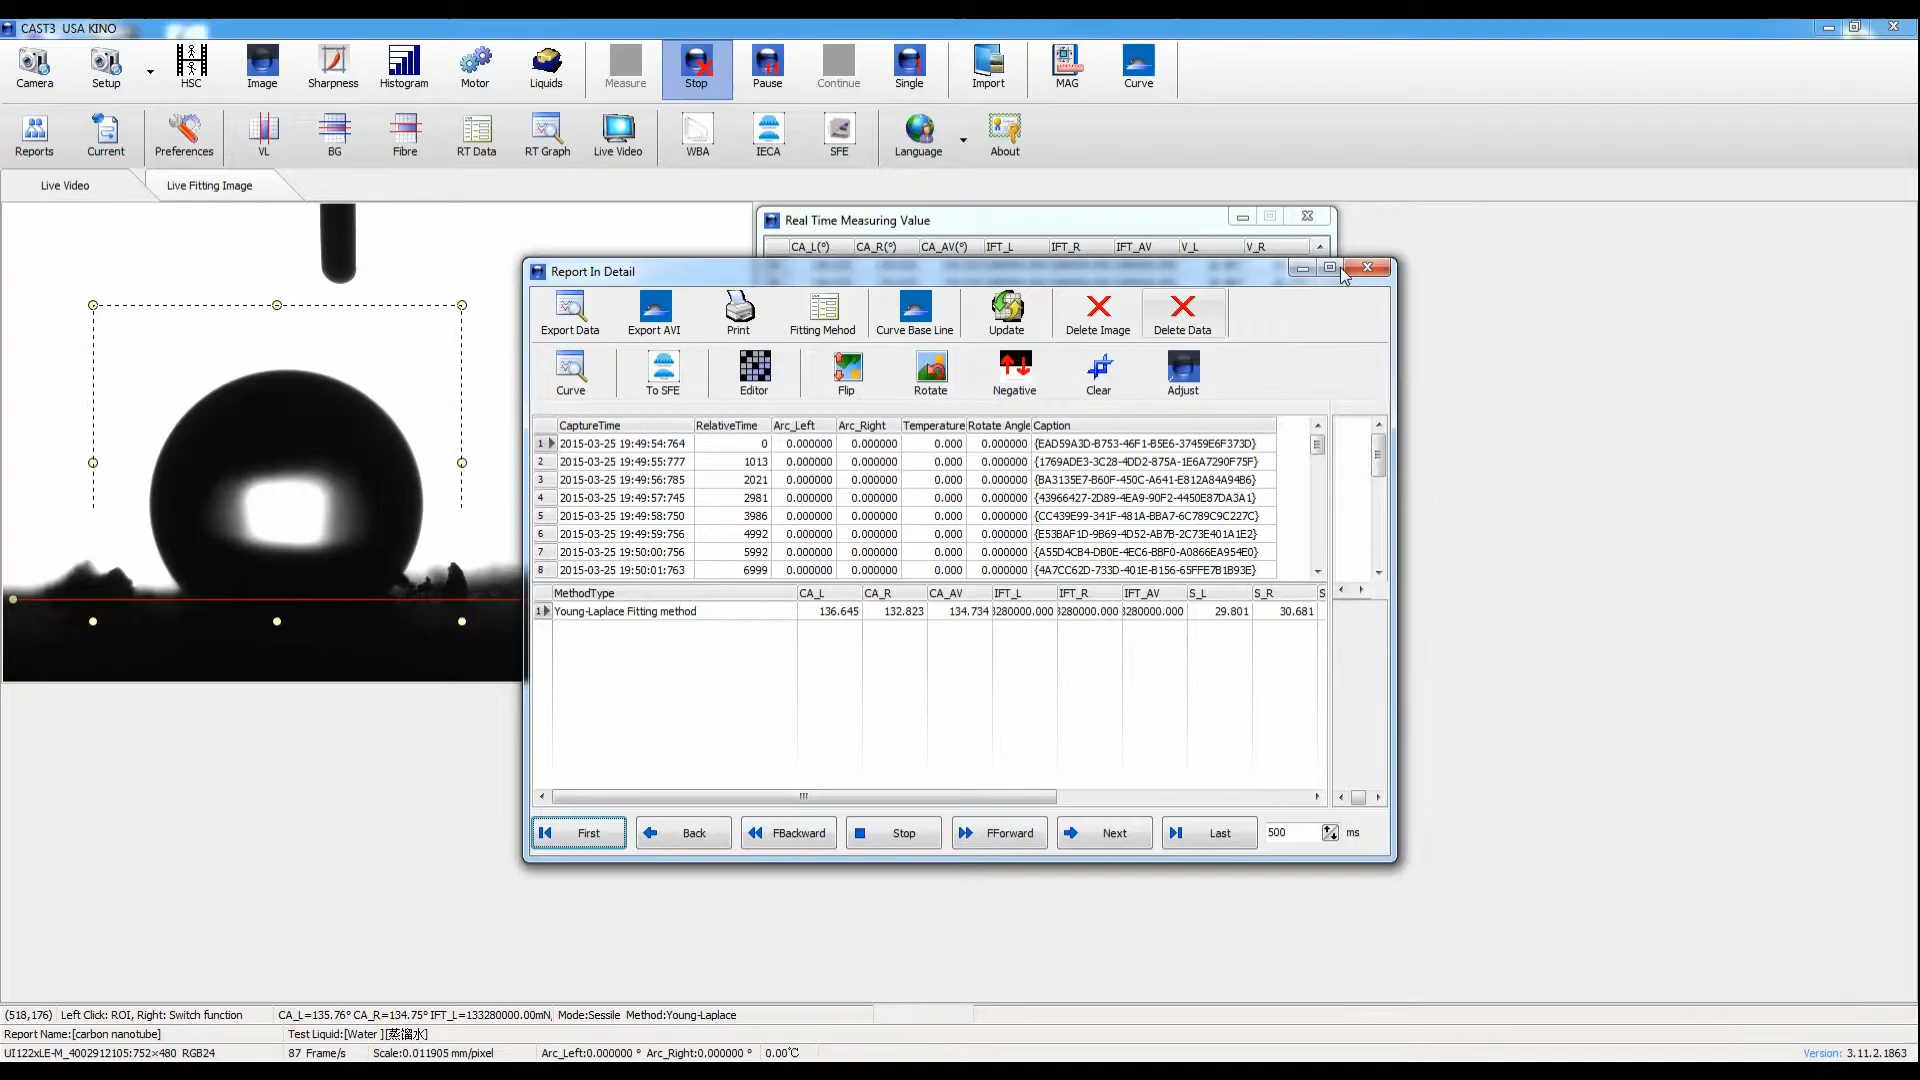 CAST3 USA KINO
Camera Setup HSC Image Sharpness Histogram Motor Liquids Measure Stop Pause Continue Single Import MAG Curve
Reports Current Preferences VL BG Fibre RT Data RT Graph Live Video WBA IECA SFE Language About
Live Video Live Fitting Image
Real Time Measuring Value
CA_L(°) CA_R(°) CA_AV(°) IFT_L IFT_R IFT_AV V_L V_R
Report In Detail
Export Data Export AVI Print Fitting Mehod Curve Base Line Update Delete Image Delete Data
Curve To SFE Editor Flip Rotate Negative Clear Adjust
CaptureTime RelativeTime Arc_Left Arc_Right Temperature Rotate Angle Caption
1 2015-03-25 19:49:54:764 0 0.000000 0.000000 0.000 0.000000 {EAD59A3D-B753-46F1-B5E6-37459E6F373D}
2 2015-03-25 19:49:55:777 1013 0.000000 0.000000 0.000 0.000000 {1769ADE3-3C28-4DD2-875A-1E6A7290F75F}
3 2015-03-25 19:49:56:785 2021 0.000000 0.000000 0.000 0.000000 {BA3135E7-B60F-450C-A641-E812A84A94B6}
4 2015-03-25 19:49:57:745 2981 0.000000 0.000000 0.000 0.000000 {43966427-2D89-4EA9-90F2-4450E87DA3A1}
5 2015-03-25 19:49:58:750 3986 0.000000 0.000000 0.000 0.000000 {CC439E99-341F-481A-BBA7-6C789C9C227C}
6 2015-03-25 19:49:59:756 4992 0.000000 0.000000 0.000 0.000000 {E53BAF1D-9B69-4D52-AB7B-2C73E401A1E2}
7 2015-03-25 19:50:00:756 5992 0.000000 0.000000 0.000 0.000000 {A55D4CB4-DB0E-4EC6-BBF0-A0866EA954E0}
8 2015-03-25 19:50:01:763 6999 0.000000 0.000000 0.000 0.000000 {4A7CC62D-733D-401E-B156-65FFE7B1B93E}
MethodType CA_L CA_R CA_AV IFT_L IFT_R IFT_AV S_L S_R S
1 Young-Laplace Fitting method 136.645 132.823 134.734 3280000.000 3280000.000 3280000.000 29.801 30.681
First Back FBackward Stop FForward Next Last 500 ms
(518,176) Left Click: ROI, Right: Switch function CA_L=135.76° CA_R=134.75° IFT_L=133280000.00mN, Mode:Sessile Method:Young-Laplace
Report Name:[carbon nanotube] Test Liquid:[Water ][蒸馏水]
UI122xLE-M_4002912105:752×480 RGB24 87 Frame/s Scale:0.011905 mm/pixel Arc_Left:0.000000 ° Arc_Right:0.000000 ° 0.00℃ Version: 3.11.2.1863